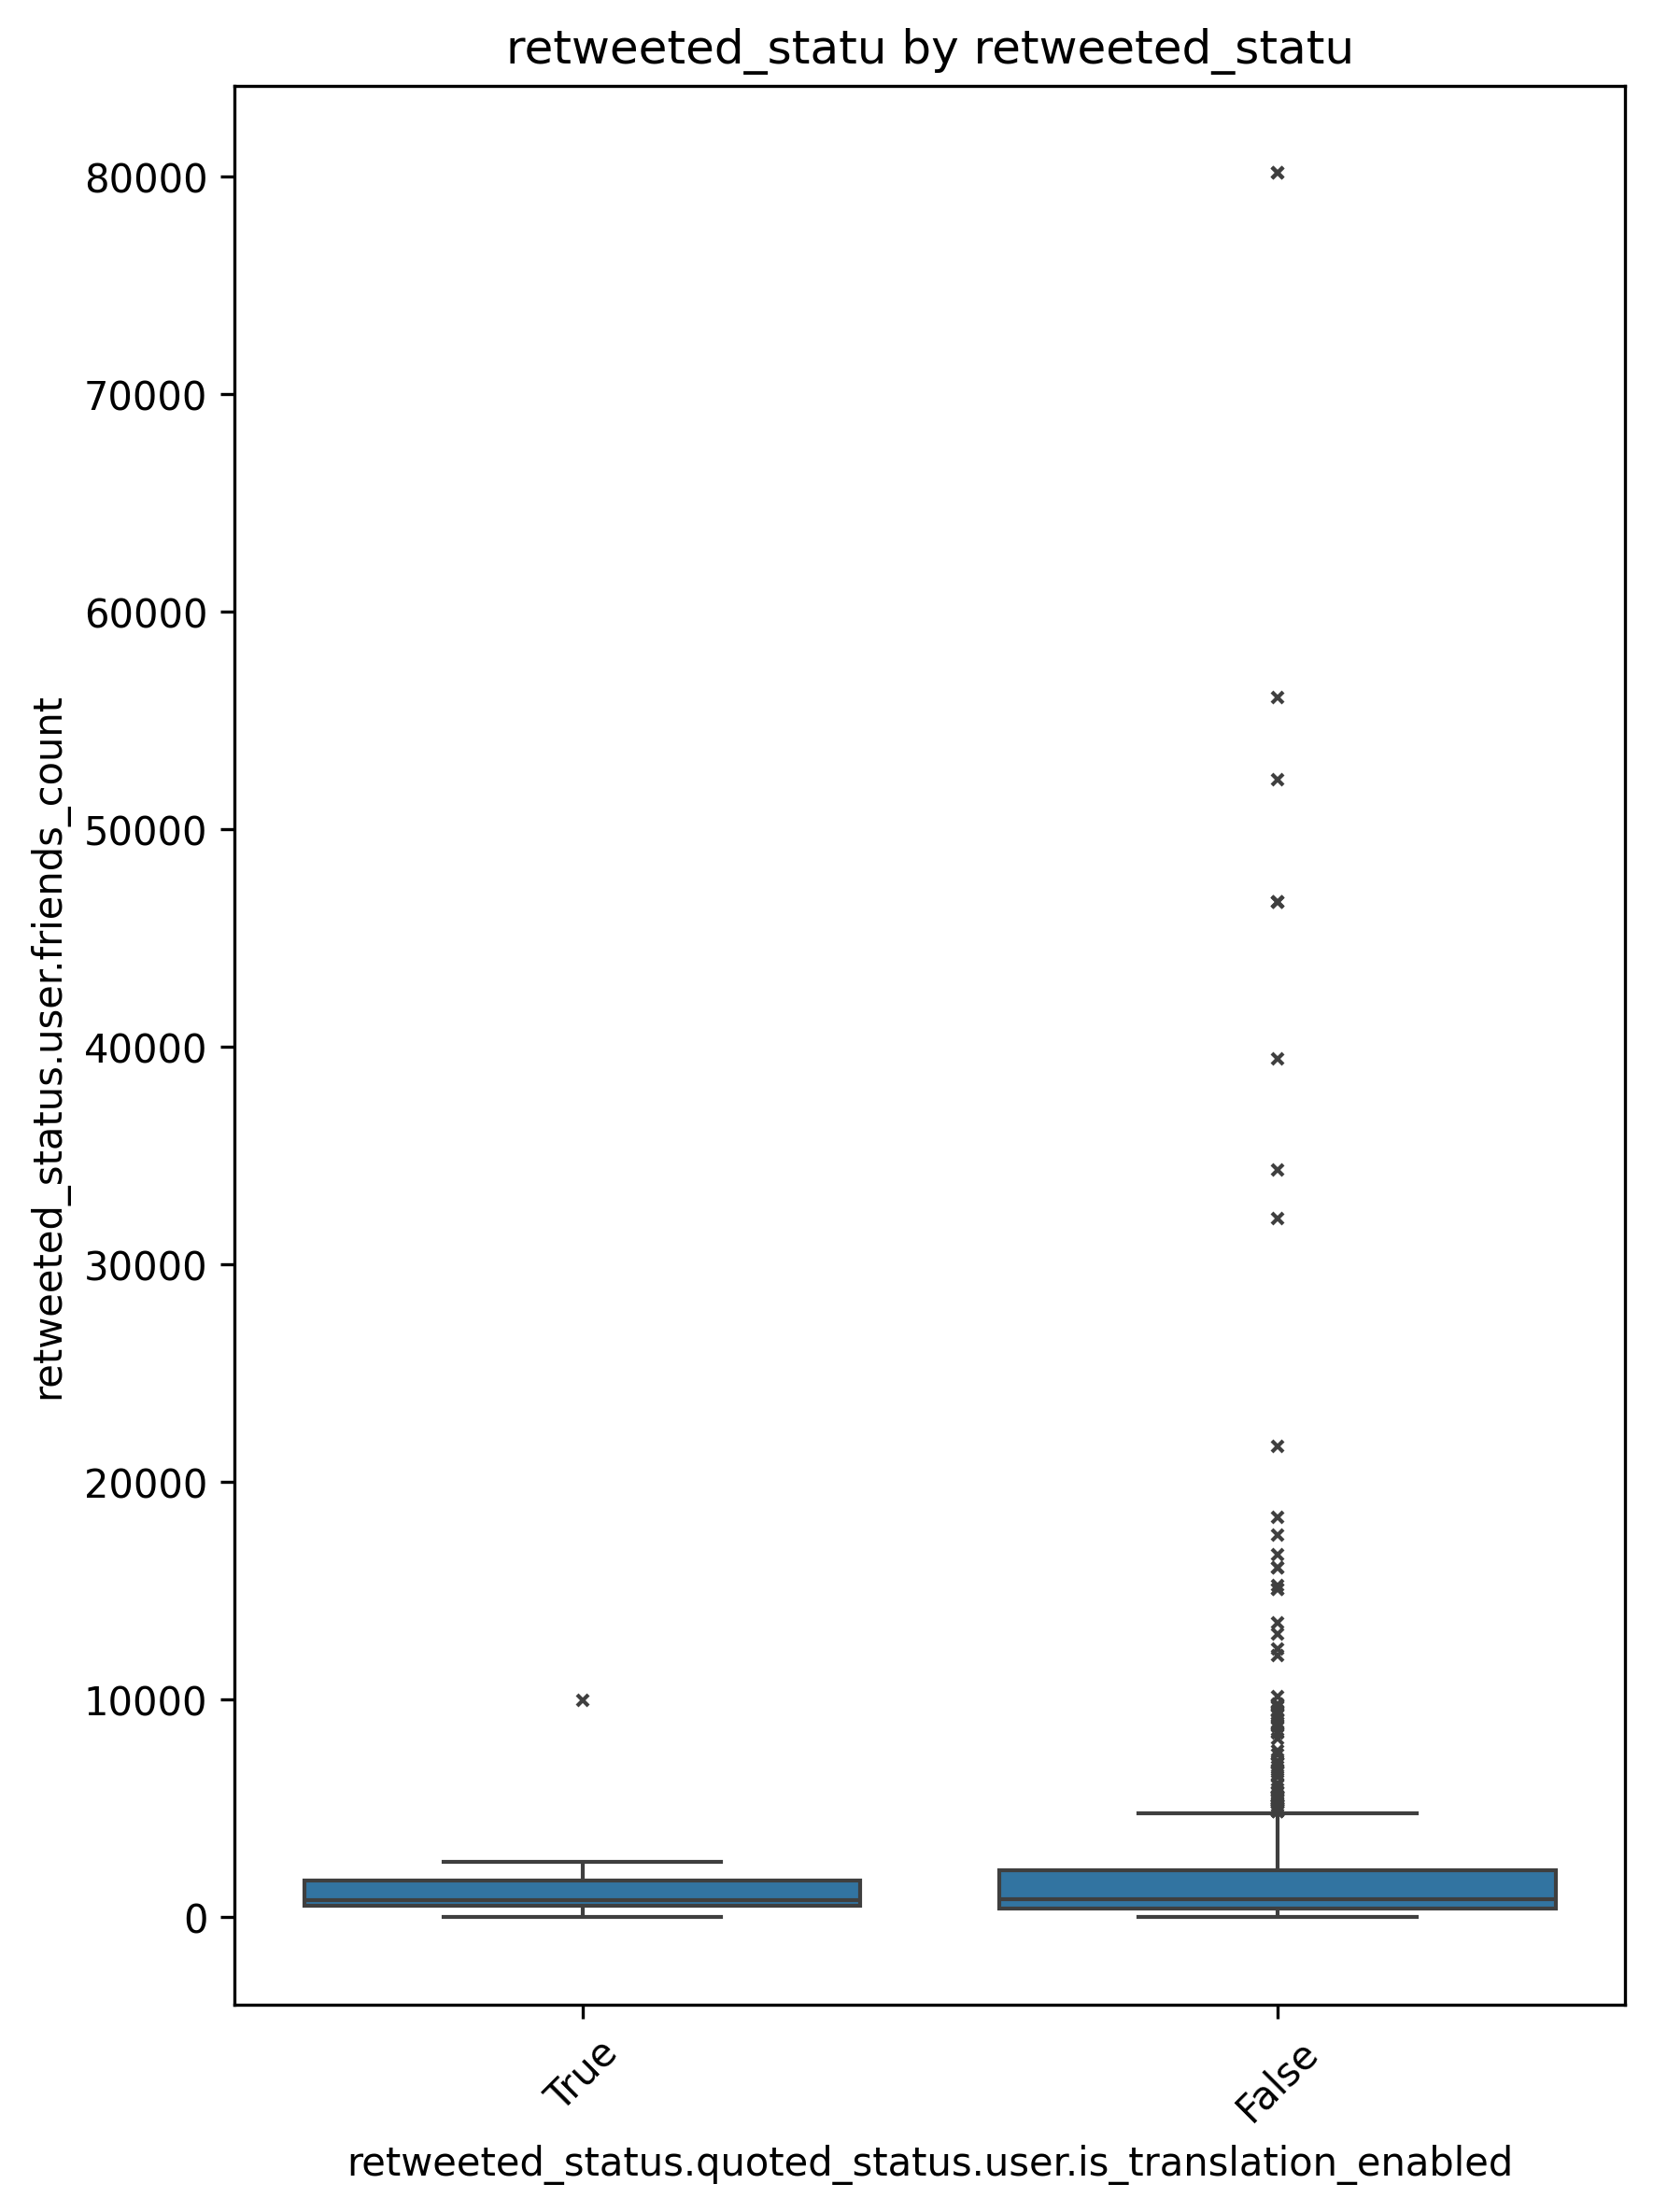 retweeted_statu by retweeted_statu
80000
70000
60000
50000
40000
30000
20000
10000
0
retweeted_status.user.friends_count
True
False
retweeted_status.quoted_status.user.is_translation_enabled